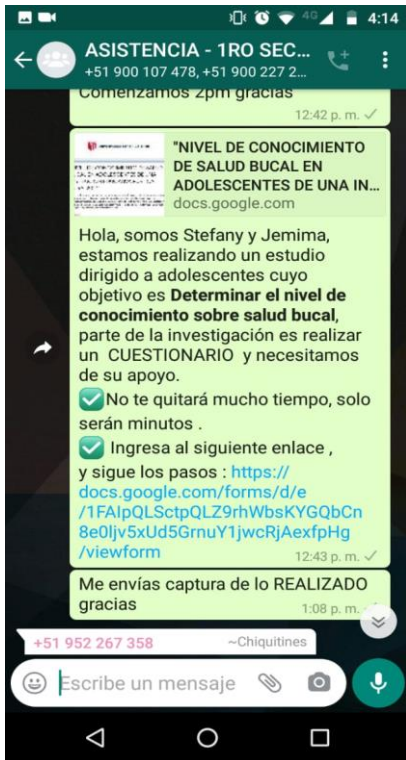 4G 4:14
ASISTENCIA - 1RO SEC...
+51 900 107 478, +51 900 227 2...
Comenzamos 2pm gracias
12:42 p. m.
"NIVEL DE CONOCIMIENTO
DE SALUD BUCAL EN
ADOLESCENTES DE UNA IN...
docs.google.com
Hola, somos Stefany y Jemima,
estamos realizando un estudio
dirigido a adolescentes cuyo
objetivo es Determinar el nivel de
conocimiento sobre salud bucal,
parte de la investigación es realizar
un CUESTIONARIO y necesitamos
de su apoyo.
✅No te quitará mucho tiempo, solo
serán minutos .
✅ Ingresa al siguiente enlace ,
y sigue los pasos : https://
docs.google.com/forms/d/e
/1FAIpQLSctpQLZ9rhWbsKYGQbCn
8e0ljv5xUd5GrnuY1jwcRjAexfpHg
/viewform
12:43 p. m.
Me envías captura de lo REALIZADO
gracias
1:08 p. m.
+51 952 267 358 ~Chiquitines
Escribe un mensaje